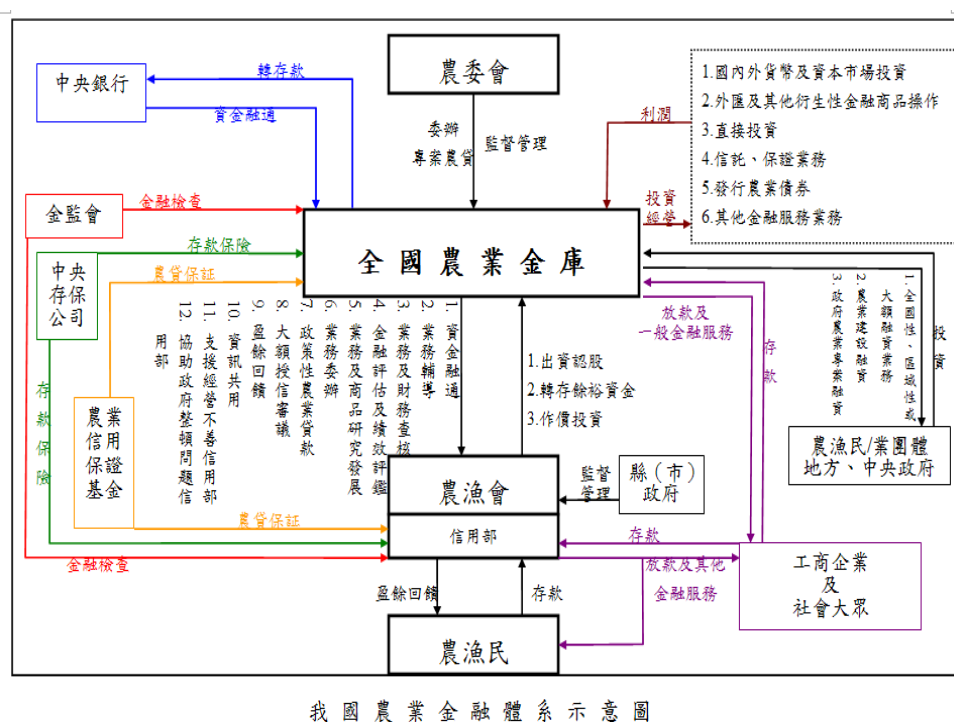 農委會
中央銀行
轉存款
資金融通
委辦
專案農貸
監督管理
利潤
投資
經營
1.國內外貨幣及資本市場投資
2.外匯及其他衍生性金融商品操作
3.直接投資
4.信託、保證業務
5.發行農業債券
6.其他金融服務業務
金監會
金融檢查
中央
存保
公司
存款保險
農貸保証
全國農業金庫
1. 資金融通
2. 業務輔導
3. 業務及財務查核
4. 金融評估及績效評鑑
5. 業務及商品研究發展
6. 業務委辦
7. 政策性農業貸款
8. 大額授信審議
9. 盈餘回饋
10. 資訊共用
11. 支援經營不善信用部
12. 協助政府整頓問題信
用部
1.出資認股
2.轉存餘裕資金
3.作價投資
放款及
一般金融服務
存款
1. 全國性、區域性或
大額融資業務
2. 農業建設融資
3. 政府農業專案融資
投資
農漁民/業團體
地方、中央政府
存款保險
農業
信用
保證
基金
農漁會
信用部
監督
管理
縣（市）
政府
農貸保証
金融檢查
存款
放款及其他
金融服務
工商企業
及
社會大眾
盈餘回饋
存款
農漁民
我國農業金融體系示意圖